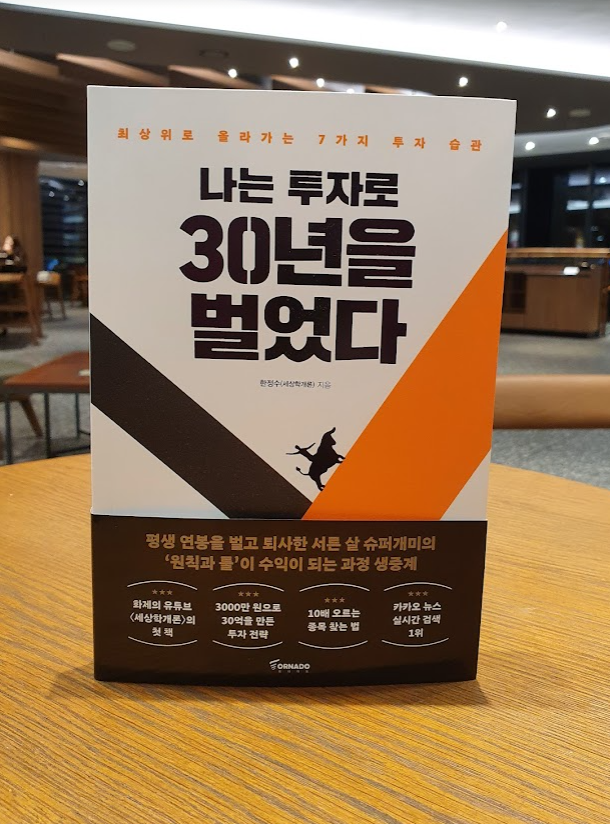 최상위로 올라가는 7가지 투자 습관
나는 투자로
30년을
벌었다
한정수(세상학개론) 지음
평생 연봉을 벌고 퇴사한 서른 살 슈퍼개미의
‘원칙과 룰’이 수익이 되는 과정 생중계
★★★
화제의 유튜브
〈세상학개론〉의
첫 책
★★★
3000만 원으로
30억을 만든
투자 전략
★★★
10배 오르는
종목 찾는 법
★★★
카카오 뉴스
실시간 검색
1위
TORNADO